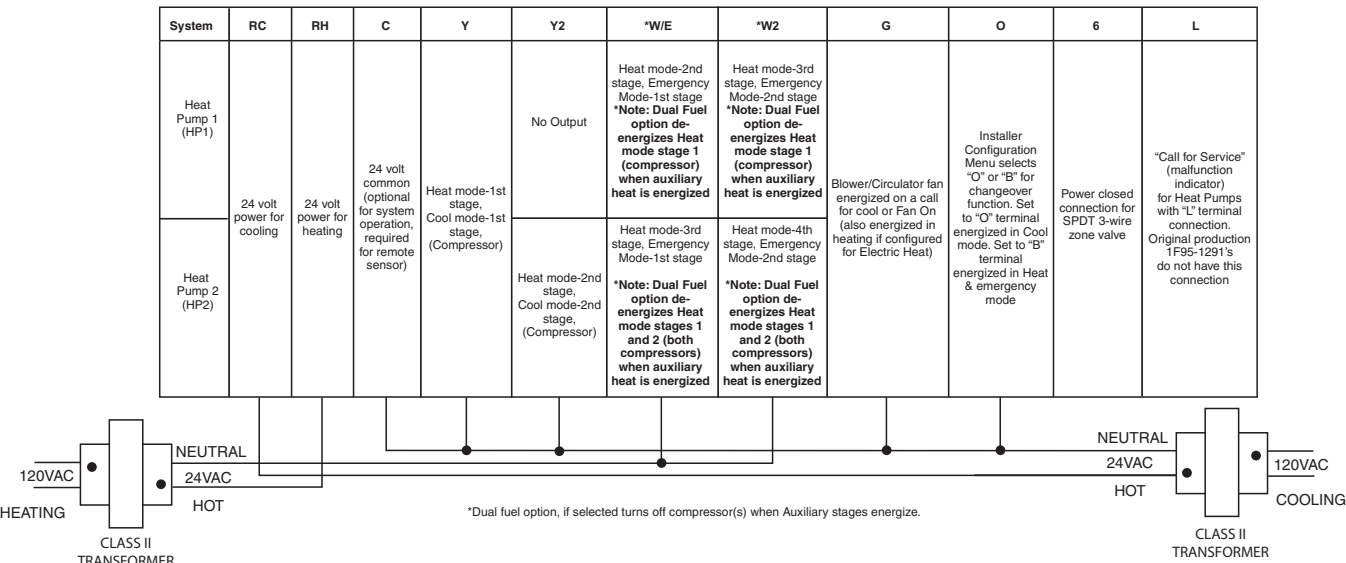 System
RC
RH
C
Y
Y2
*W/E
*W2
G
O
6
L
Heat
Pump 1
(HP1)
24 volt
power for
cooling
24 volt
power for
heating
24 volt
common
(optional
for system
operation,
required
for remote
sensor)
Heat mode-1st
stage,
Cool mode-1st
stage,
(Compressor)
No Output
Heat mode-2nd
stage, Emergency
Mode-1st stage
*Note: Dual Fuel
option de-
energizes Heat
mode stage 1
(compressor)
when auxiliary
heat is energized
Heat mode-3rd
stage, Emergency
Mode-2nd stage
*Note: Dual Fuel
option de-
energizes Heat
mode stage 1
(compressor)
when auxiliary
heat is energized
Blower/Circulator fan
energized on a call
for cool or Fan On
(also energized in
heating if configured
for Electric Heat)
Installer
Configuration
Menu selects
“O” or “B” for
changeover
function. Set
to “O” terminal
energized in Cool
mode. Set to “B”
terminal
energized in Heat
& emergency
mode
Power closed
connection for
SPDT 3-wire
zone valve
“Call for Service”
(malfunction
indicator)
for Heat Pumps
with “L” terminal
connection.
Original production
1F95-1291’s
do not have this
connection
Heat
Pump 2
(HP2)
Heat mode-2nd
stage,
Cool mode-2nd
stage,
(Compressor)
Heat mode-3rd
stage, Emergency
Mode-1st stage
*Note: Dual Fuel
option de-
energizes Heat
mode stages 1
and 2 (both
compressors)
when auxiliary
heat is energized
Heat mode-4th
stage, Emergency
Mode-2nd stage
*Note: Dual Fuel
option de-
energizes Heat
mode stages 1
and 2 (both
compressors)
when auxiliary
heat is energized
120VAC
HEATING
NEUTRAL
24VAC
HOT
CLASS II
TRANSFORMER
*Dual fuel option, if selected turns off compressor(s) when Auxiliary stages energize.
NEUTRAL
24VAC
HOT
120VAC
COOLING
CLASS II
TRANSFORMER